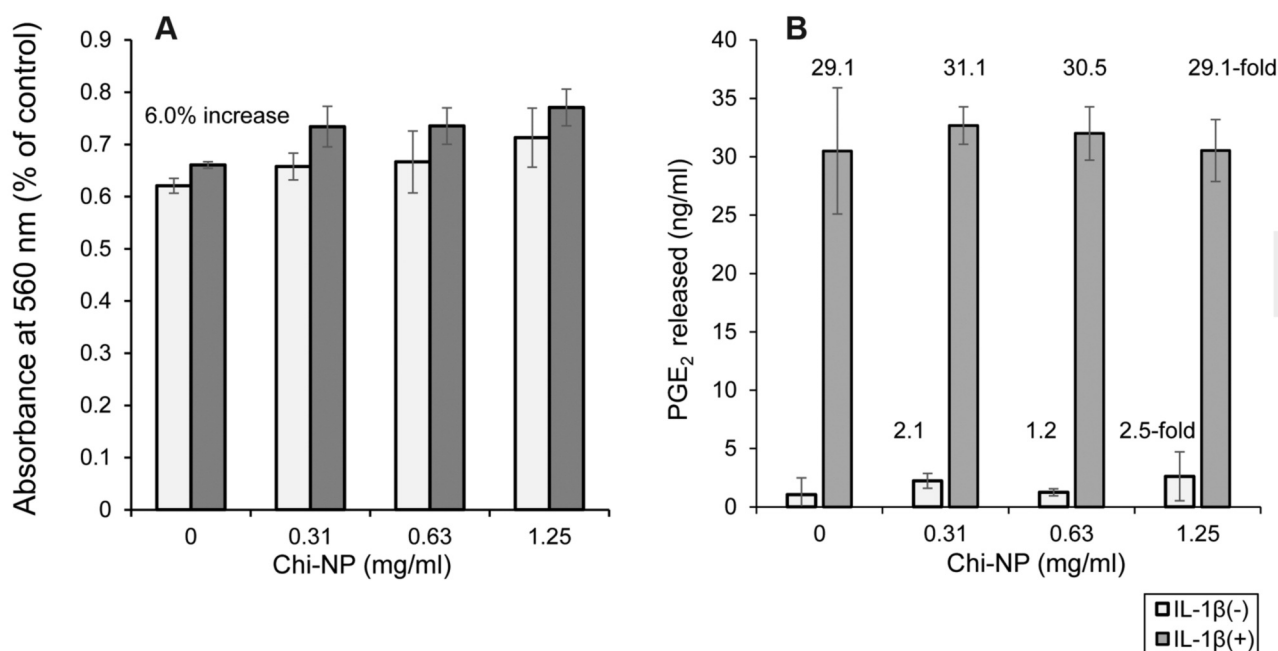 A
Absorbance at 560 nm (% of control)
0.9
0.8
0.7
0.6
0.5
0.4
0.3
0.2
0.1
0
6.0% increase
0 0.31 0.63 1.25
Chi-NP (mg/ml)
B
PGE2 released (ng/ml)
40
35
30
25
20
15
10
5
0
29.1 31.1 30.5 29.1-fold
2.1 1.2 2.5-fold
0 0.31 0.63 1.25
Chi-NP (mg/ml)
IL-1β(-)
IL-1β(+)